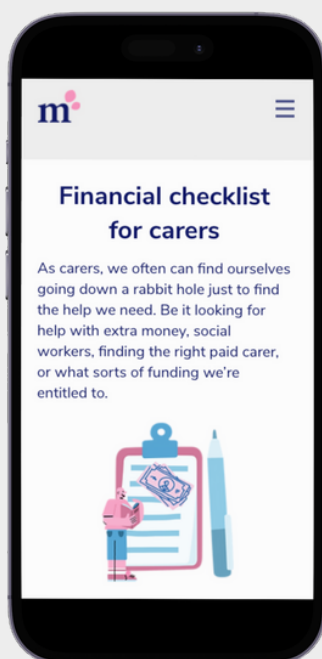 m
Financial checklist
for carers
As carers, we often can find ourselves
going down a rabbit hole just to find
the help we need. Be it looking for
help with extra money, social
workers, finding the right paid carer,
or what sorts of funding we're
entitled to.